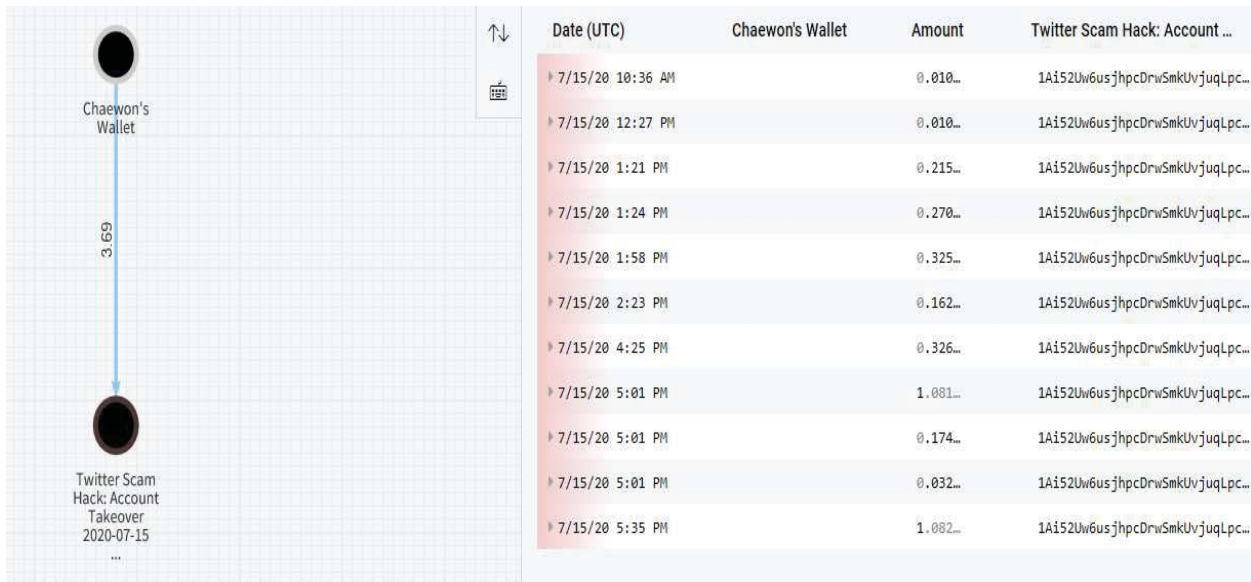 Chaewon's
Wallet
3.69
Twitter Scam
Hack: Account
Takeover
2020-07-15
...
Date (UTC) Chaewon's Wallet Amount Twitter Scam Hack: Account ...
7/15/20 10:36 AM 0.010… 1Ai52Uw6usjhpcDrwSmkUvjuqLpc…
7/15/20 12:27 PM 0.010… 1Ai52Uw6usjhpcDrwSmkUvjuqLpc…
7/15/20 1:21 PM 0.215… 1Ai52Uw6usjhpcDrwSmkUvjuqLpc…
7/15/20 1:24 PM 0.270… 1Ai52Uw6usjhpcDrwSmkUvjuqLpc…
7/15/20 1:58 PM 0.325… 1Ai52Uw6usjhpcDrwSmkUvjuqLpc…
7/15/20 2:23 PM 0.162… 1Ai52Uw6usjhpcDrwSmkUvjuqLpc…
7/15/20 4:25 PM 0.326… 1Ai52Uw6usjhpcDrwSmkUvjuqLpc…
7/15/20 5:01 PM 1.081… 1Ai52Uw6usjhpcDrwSmkUvjuqLpc…
7/15/20 5:01 PM 0.174… 1Ai52Uw6usjhpcDrwSmkUvjuqLpc…
7/15/20 5:01 PM 0.032… 1Ai52Uw6usjhpcDrwSmkUvjuqLpc…
7/15/20 5:35 PM 1.082… 1Ai52Uw6usjhpcDrwSmkUvjuqLpc…